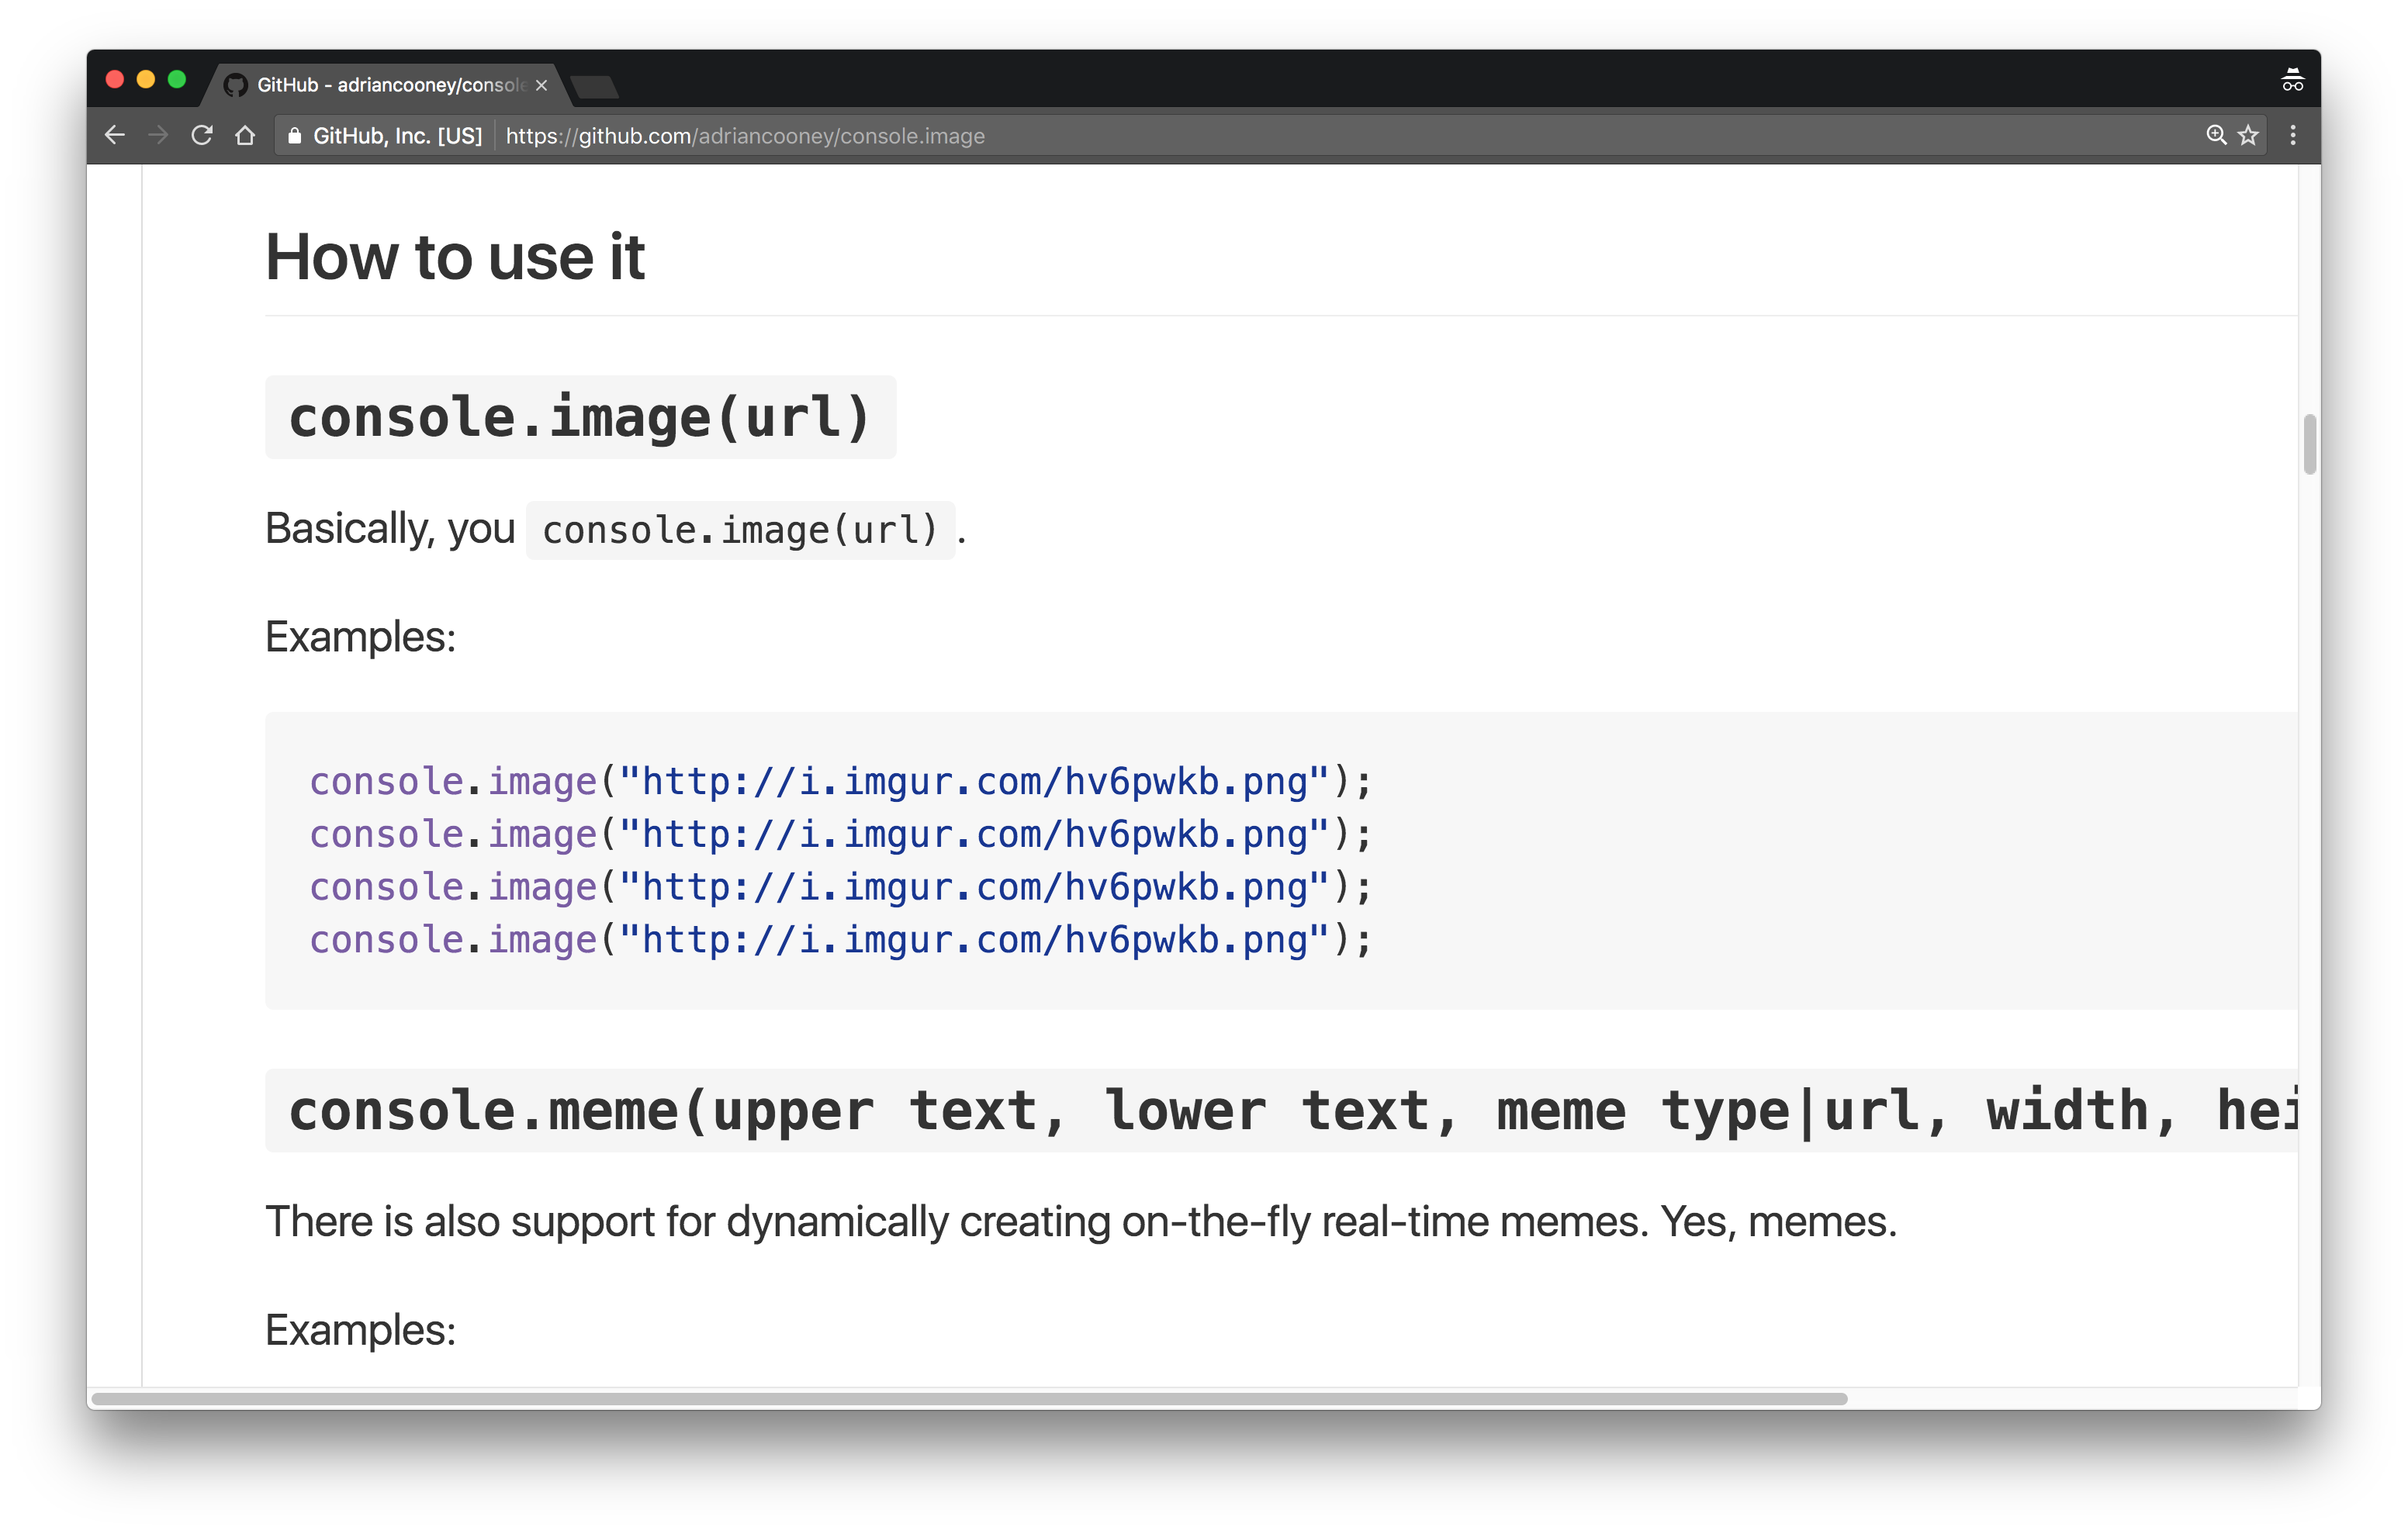 GitHub - adriancooney/console
GitHub, Inc. [US] https://github.com/adriancooney/console.image
How to use it
console.image(url)
Basically, you console.image(url).
Examples:
console.image("http://i.imgur.com/hv6pwkb.png");
console.image("http://i.imgur.com/hv6pwkb.png");
console.image("http://i.imgur.com/hv6pwkb.png");
console.image("http://i.imgur.com/hv6pwkb.png");
console.meme(upper text, lower text, meme type|url, width, hei
There is also support for dynamically creating on-the-fly real-time memes. Yes, memes.
Examples: